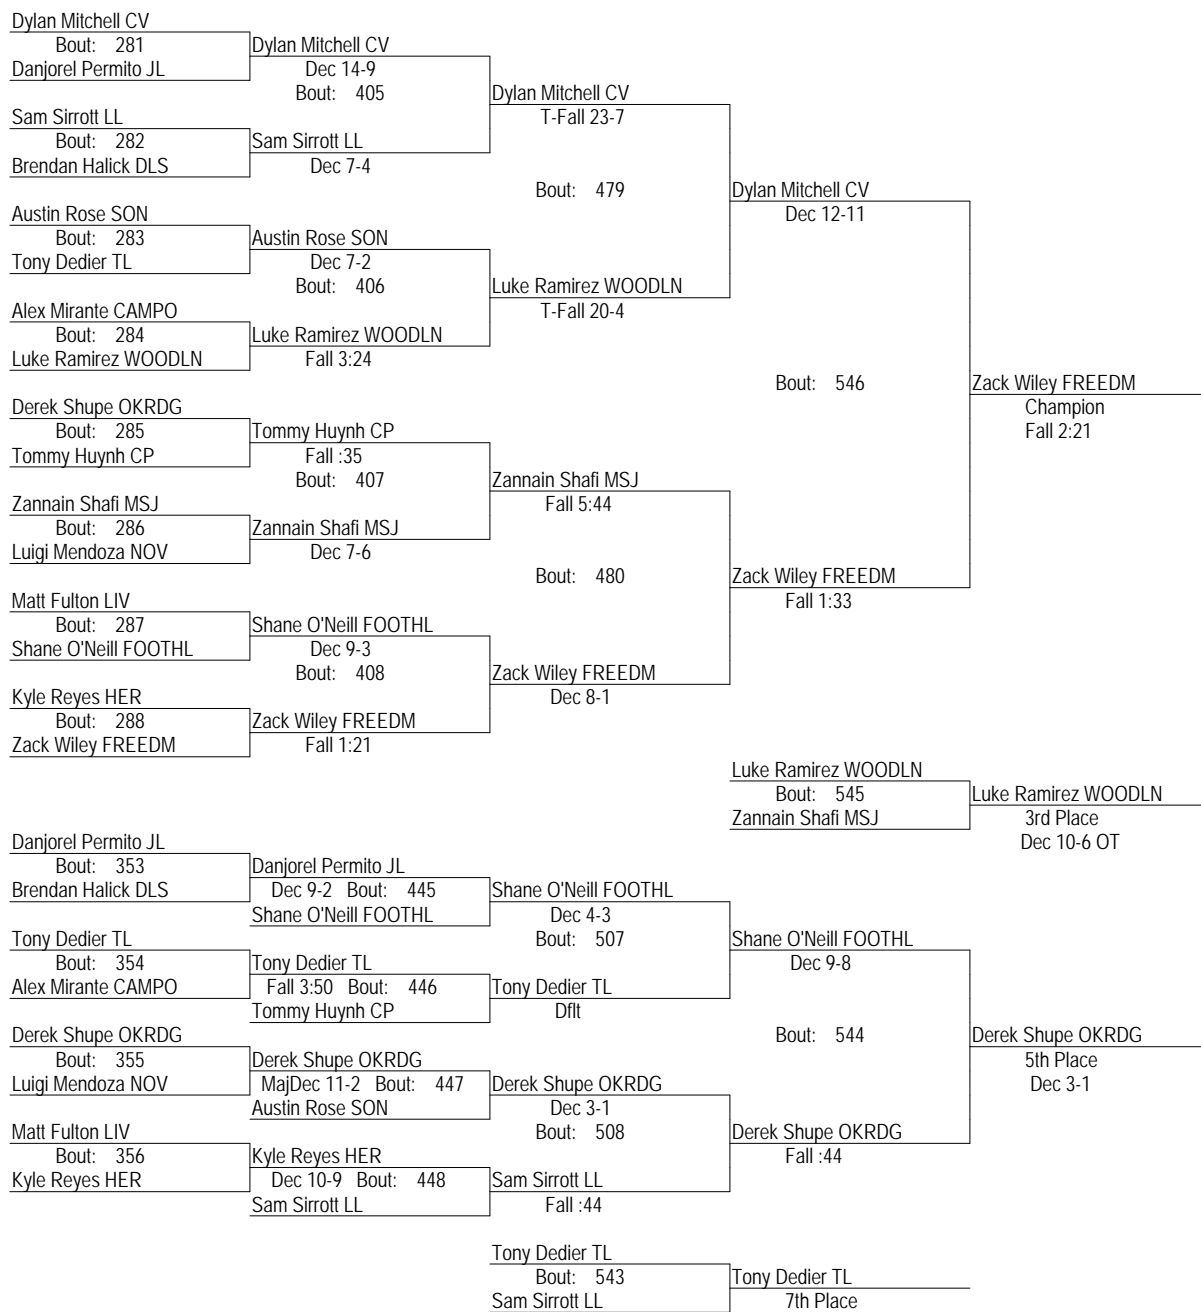 Dylan Mitchell CV
Bout: 281
Dylan Mitchell CV
Danjorel Permito JL
Dec 14-9
Bout: 405
Dylan Mitchell CV
Sam Sirrott LL
T-Fall 23-7
Bout: 282
Sam Sirrott LL
Brendan Halick DLS
Dec 7-4
Bout: 479
Dylan Mitchell CV
Austin Rose SON
Dec 12-11
Bout: 283
Austin Rose SON
Tony Dedier TL
Dec 7-2
Bout: 406
Luke Ramirez WOODLN
Alex Mirante CAMPO
T-Fall 20-4
Bout: 284
Luke Ramirez WOODLN
Luke Ramirez WOODLN
Fall 3:24
Bout: 546
Zack Wiley FREEDM
Derek Shupe OKRDG
Champion
Bout: 285
Tommy Huynh CP
Fall 2:21
Tommy Huynh CP
Fall :35
Bout: 407
Zannain Shafi MSJ
Zannain Shafi MSJ
Fall 5:44
Bout: 286
Zannain Shafi MSJ
Luigi Mendoza NOV
Dec 7-6
Bout: 480
Zack Wiley FREEDM
Matt Fulton LIV
Fall 1:33
Bout: 287
Shane O'Neill FOOTHL
Shane O'Neill FOOTHL
Dec 9-3
Bout: 408
Zack Wiley FREEDM
Kyle Reyes HER
Dec 8-1
Bout: 288
Zack Wiley FREEDM
Zack Wiley FREEDM
Fall 1:21
Luke Ramirez WOODLN
Bout: 545
Luke Ramirez WOODLN
Zannain Shafi MSJ
3rd Place
Dec 10-6 OT
Danjorel Permito JL
Bout: 353
Danjorel Permito JL
Brendan Halick DLS
Dec 9-2 Bout: 445
Shane O'Neill FOOTHL
Shane O'Neill FOOTHL
Dec 4-3
Tony Dedier TL
Bout: 507
Shane O'Neill FOOTHL
Bout: 354
Tony Dedier TL
Dec 9-8
Alex Mirante CAMPO
Fall 3:50 Bout: 446
Tony Dedier TL
Tommy Huynh CP
Dflt
Derek Shupe OKRDG
Bout: 544
Derek Shupe OKRDG
Bout: 355
Derek Shupe OKRDG
5th Place
Luigi Mendoza NOV
MajDec 11-2 Bout: 447
Derek Shupe OKRDG
Dec 3-1
Austin Rose SON
Dec 3-1
Matt Fulton LIV
Bout: 508
Derek Shupe OKRDG
Bout: 356
Kyle Reyes HER
Fall :44
Kyle Reyes HER
Dec 10-9 Bout: 448
Sam Sirrott LL
Sam Sirrott LL
Fall :44
Tony Dedier TL
Bout: 543
Tony Dedier TL
Sam Sirrott LL
7th Place